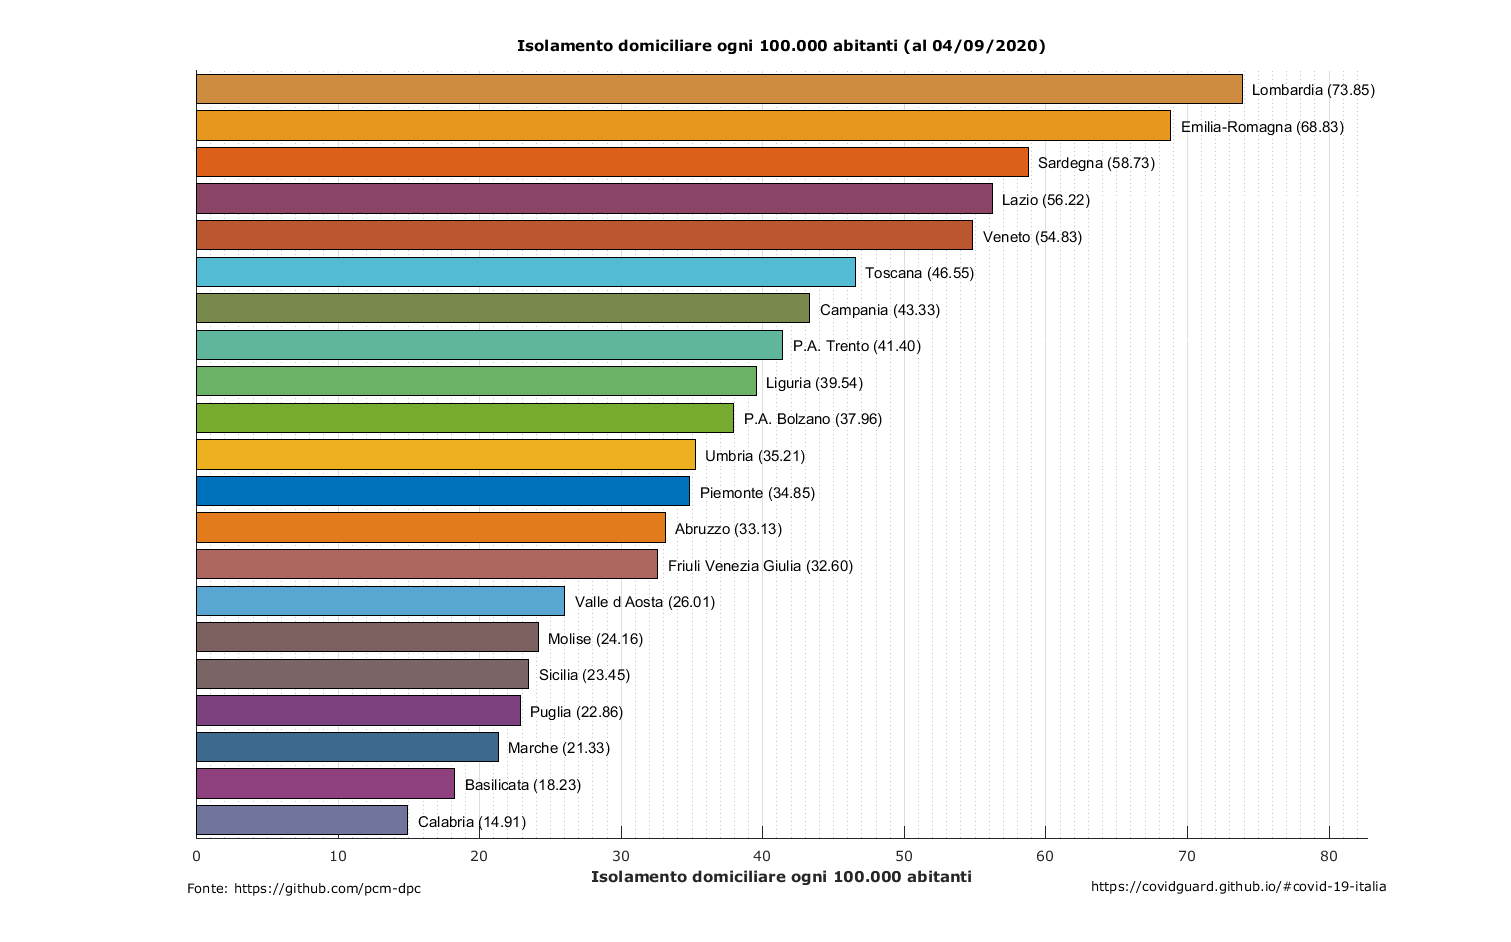 Isolamento domiciliare ogni 100.000 abitanti (al 04/09/2020)
Lombardia (73.85)
Emilia-Romagna (68.83)
Sardegna (58.73)
Lazio (56.22)
Veneto (54.83)
Toscana (46.55)
Campania (43.33)
P.A. Trento (41.40)
Liguria (39.54)
P.A. Bolzano (37.96)
Umbria (35.21)
Piemonte (34.85)
Abruzzo (33.13)
Friuli Venezia Giulia (32.60)
Valle d Aosta (26.01)
Molise (24.16)
Sicilia (23.45)
Puglia (22.86)
Marche (21.33)
Basilicata (18.23)
Calabria (14.91)
0 10 20 30 40 50 60 70 80
Isolamento domiciliare ogni 100.000 abitanti
Fonte: https://github.com/pcm-dpc
https://covidguard.github.io/#covid-19-italia